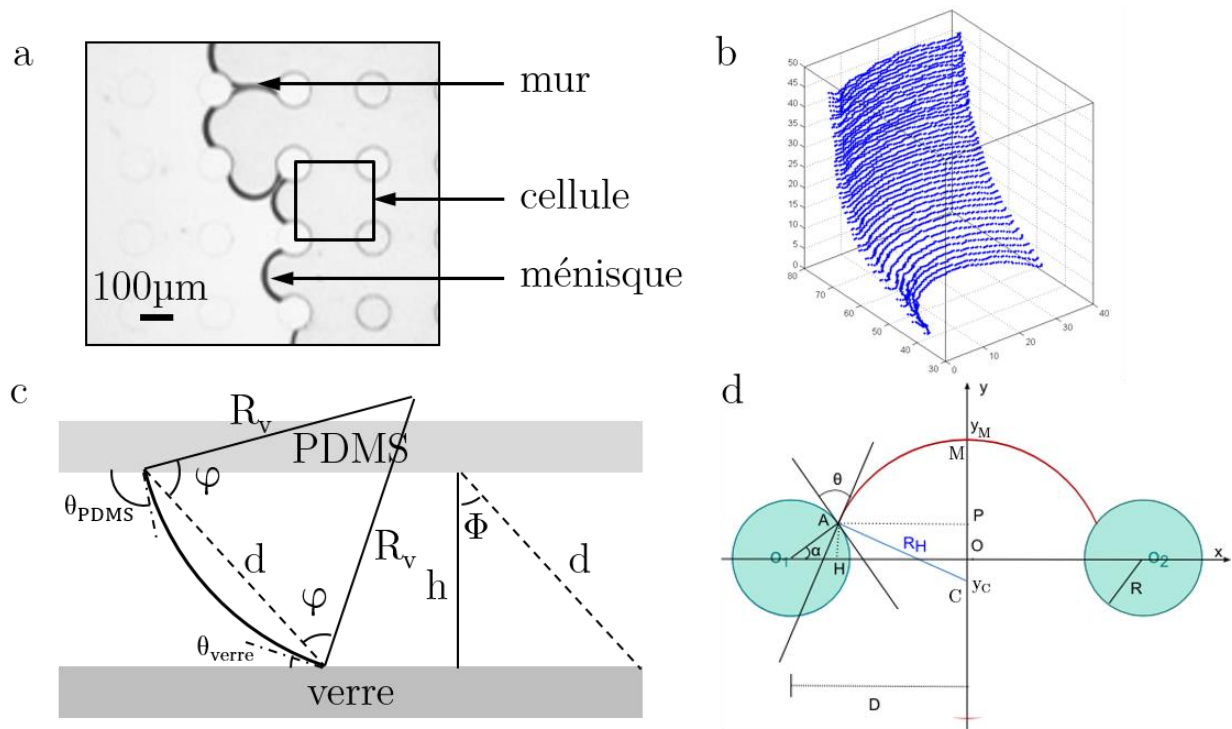 a
mur
cellule
ménisque
100µm
b
50
45
40
35
30
25
20
15
10
5
0
80
70
60
50
40
30
0
10
20
30
40
c
R_v
PDMS
φ
θ_PDMS
d
R_v
Φ
h
d
φ
θ_verre
verre
d
y
y_M
M
θ
A
P
R_H
O
α
O_1
H
x
O_2
C
y_C
R
D